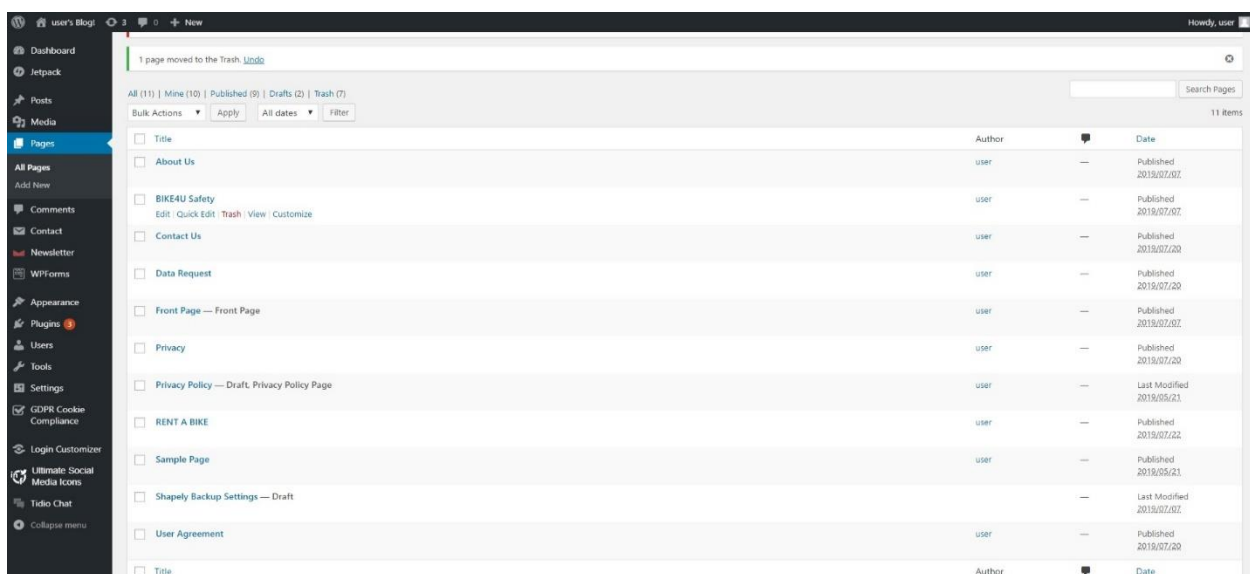 user's Blog! 3 0 + New Howdy, user
Dashboard
Jetpack
Posts
Media
Pages
All Pages
Add New
Comments
Contact
Newsletter
WPForms
Appearance
Plugins 3
Users
Tools
Settings
GDPR Cookie
Compliance
Login Customizer
Ultimate Social
Media Icons
Tidio Chat
Collapse menu
1 page moved to the Trash. Undo
All (11) | Mine (10) | Published (9) | Drafts (2) | Trash (7)
Search Pages
Bulk Actions Apply All dates Filter 11 items
Title Author Date
About Us user — Published
2019/07/07
BIKE4U Safety user — Published
Edit | Quick Edit | Trash | View | Customize 2019/07/07
Contact Us user — Published
2019/07/20
Data Request user — Published
2019/07/20
Front Page — Front Page user — Published
2019/07/07
Privacy user — Published
2019/07/20
Privacy Policy — Draft, Privacy Policy Page user — Last Modified
2019/05/21
RENT A BIKE user — Published
2019/07/22
Sample Page user — Published
2019/05/21
Shapely Backup Settings — Draft — Last Modified
2019/07/07
User Agreement user — Published
2019/07/20
Title Author Date